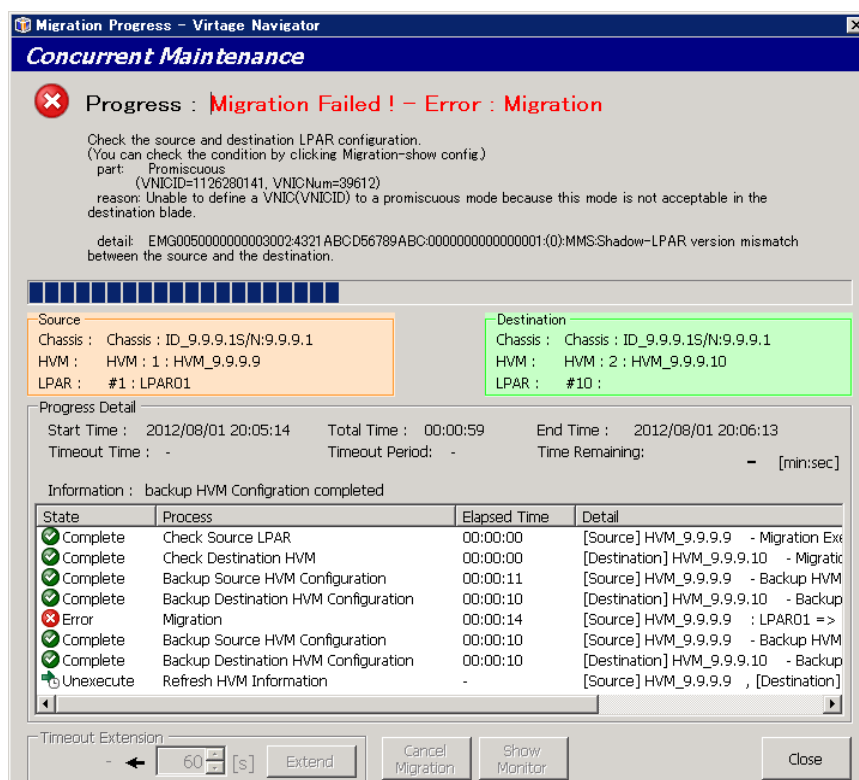 Migration Progress - Virtage Navigator
Concurrent Maintenance
Progress : Migration Failed ! - Error : Migration
Check the source and destination LPAR configuration.
(You can check the condition by clicking Migration-show config.)
part: Promiscuous
(VNICID=1126280141, VNICNum=39612)
reason: Unable to define a VNIC(VNICID) to a promiscuous mode because this mode is not acceptable in the
destination blade.
detail: EMG0050000000003002:4321ABCD56789ABC:0000000000000001:(0):MMS:Shadow-LPAR version mismatch
between the source and the destination.
Source
Chassis : Chassis : ID_9.9.9.1S/N:9.9.9.1
HVM : HVM : 1 : HVM_9.9.9.9
LPAR : #1 : LPAR01
Destination
Chassis : Chassis : ID_9.9.9.1S/N:9.9.9.1
HVM : HVM : 2 : HVM_9.9.9.10
LPAR : #10 :
Progress Detail
Start Time : 2012/08/01 20:05:14 Total Time : 00:00:59 End Time : 2012/08/01 20:06:13
Timeout Time : - Timeout Period: - Time Remaining: - [min:sec]
Information : backup HVM Configration completed
State Process Elapsed Time Detail
Complete Check Source LPAR 00:00:00 [Source] HVM_9.9.9.9 - Migration Exe
Complete Check Destination HVM 00:00:00 [Destination] HVM_9.9.9.10 - Migratic
Complete Backup Source HVM Configuration 00:00:11 [Source] HVM_9.9.9.9 - Backup HVM
Complete Backup Destination HVM Configuration 00:00:10 [Destination] HVM_9.9.9.10 - Backup
Error Migration 00:00:14 [Source] HVM_9.9.9.9 : LPAR01 =>
Complete Backup Source HVM Configuration 00:00:10 [Source] HVM_9.9.9.9 - Backup HVM
Complete Backup Destination HVM Configuration 00:00:10 [Destination] HVM_9.9.9.10 - Backup
Unexecute Refresh HVM Information - [Source] HVM_9.9.9.9 , [Destination]
Timeout Extension
- 60 [s] Extend
Cancel Migration
Show Monitor
Close